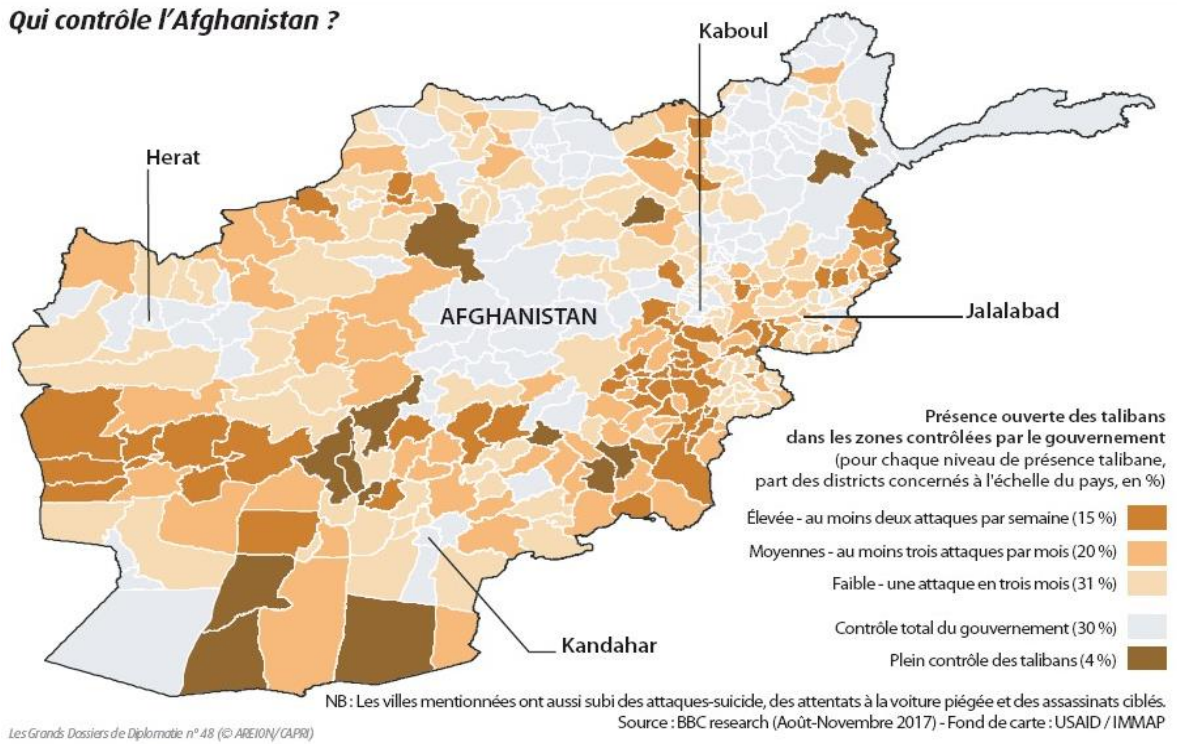 Qui contrôle l'Afghanistan ?
Kaboul
Herat
AFGHANISTAN
Jalalabad
Présence ouverte des talibans
dans les zones contrôlées par le gouvernement
(pour chaque niveau de présence talibane,
part des districts concernés à l'échelle du pays, en %)
Élevée - au moins deux attaques par semaine (15 %)
Moyennes - au moins trois attaques par mois (20 %)
Faible - une attaque en trois mois (31 %)
Contrôle total du gouvernement (30 %)
Plein contrôle des talibans (4 %)
Kandahar
NB : Les villes mentionnées ont aussi subi des attaques-suicide, des attentats à la voiture piégée et des assassinats ciblés.
Source : BBC research (Août-Novembre 2017) - Fond de carte : USAID / IMMAP
Les Grands Dossiers de Diplomatie n° 48 (© AREION/CAPRI)